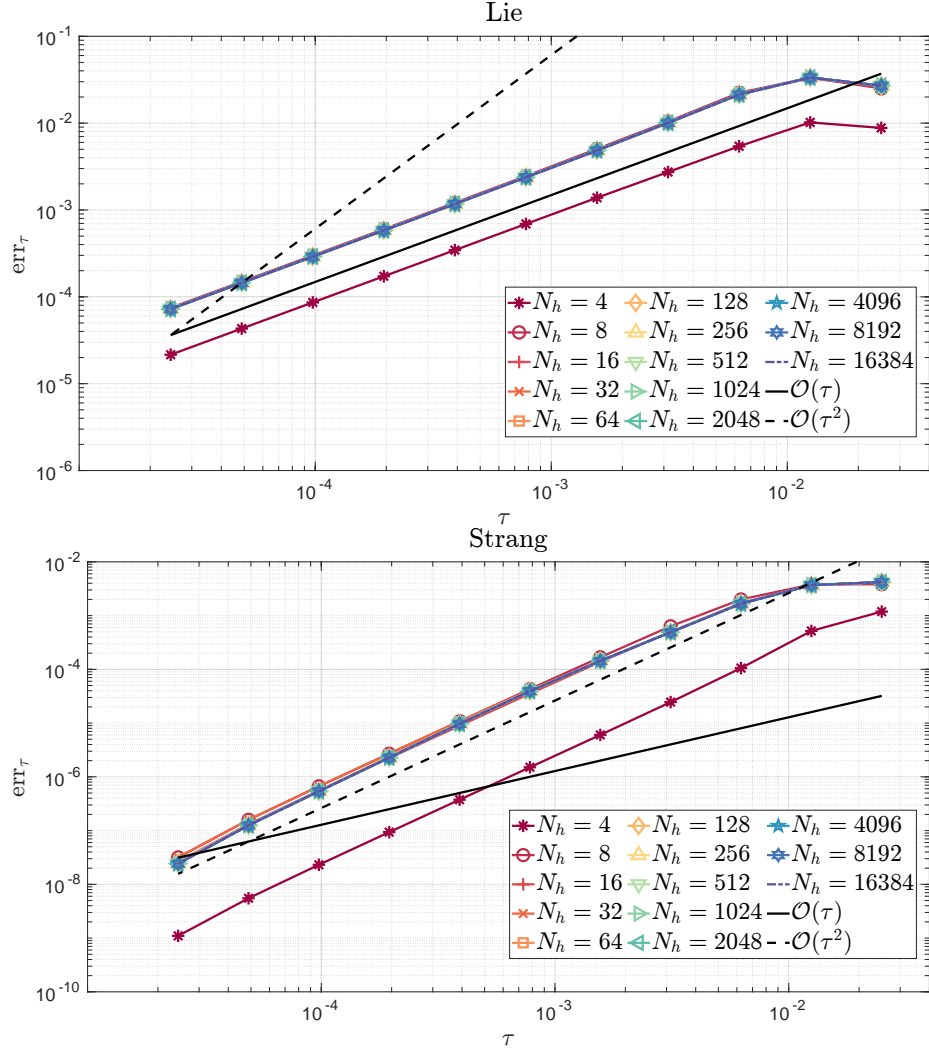 Lie
10^-1
10^-2
10^-3
10^-4
10^-5
10^-6
err_τ
10^-4 10^-3 10^-2
τ
N_h = 4 N_h = 128 N_h = 4096
N_h = 8 N_h = 256 N_h = 8192
N_h = 16 N_h = 512 N_h = 16384
N_h = 32 N_h = 1024 O(τ)
N_h = 64 N_h = 2048 O(τ^2)
Strang
10^-2
10^-4
10^-6
10^-8
10^-10
err_τ
10^-4 10^-3 10^-2
τ
N_h = 4 N_h = 128 N_h = 4096
N_h = 8 N_h = 256 N_h = 8192
N_h = 16 N_h = 512 N_h = 16384
N_h = 32 N_h = 1024 O(τ)
N_h = 64 N_h = 2048 O(τ^2)